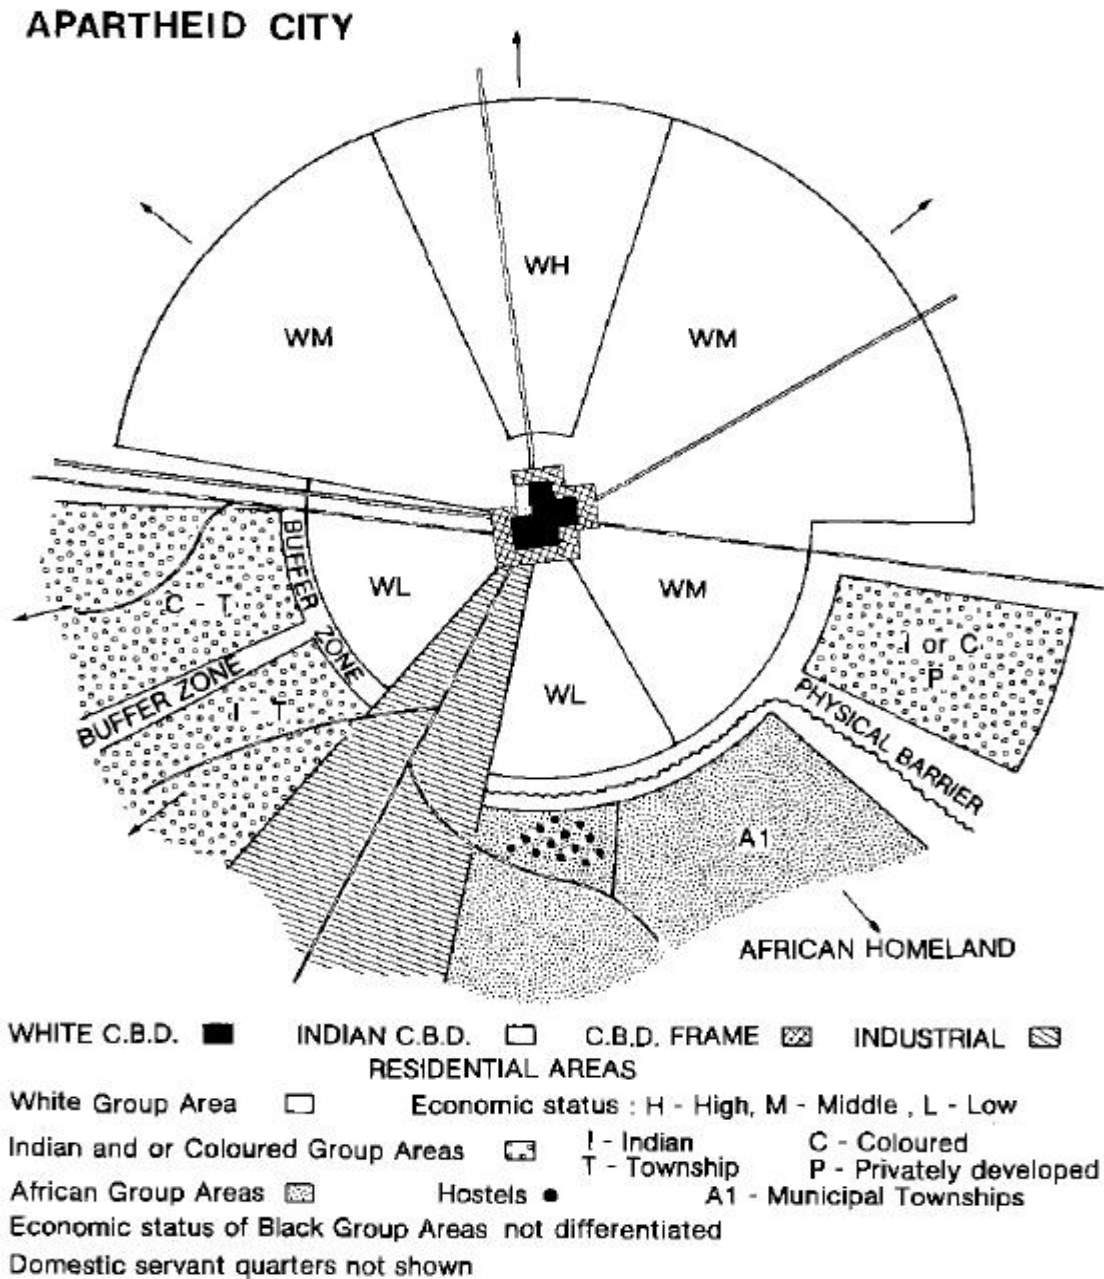 APARTHEID CITY
WH
WM
WM
BUFFER
ZONE
WL
WM
C - T
I or C
P
BUFFER ZONE
I - T
WL
PHYSICAL BARRIER
A1
AFRICAN HOMELAND
WHITE C.B.D. INDIAN C.B.D. C.B.D. FRAME INDUSTRIAL
RESIDENTIAL AREAS
White Group Area Economic status : H - High, M - Middle , L - Low
Indian and or Coloured Group Areas I - Indian C - Coloured
T - Township P - Privately developed
African Group Areas Hostels A1 - Municipal Townships
Economic status of Black Group Areas not differentiated
Domestic servant quarters not shown